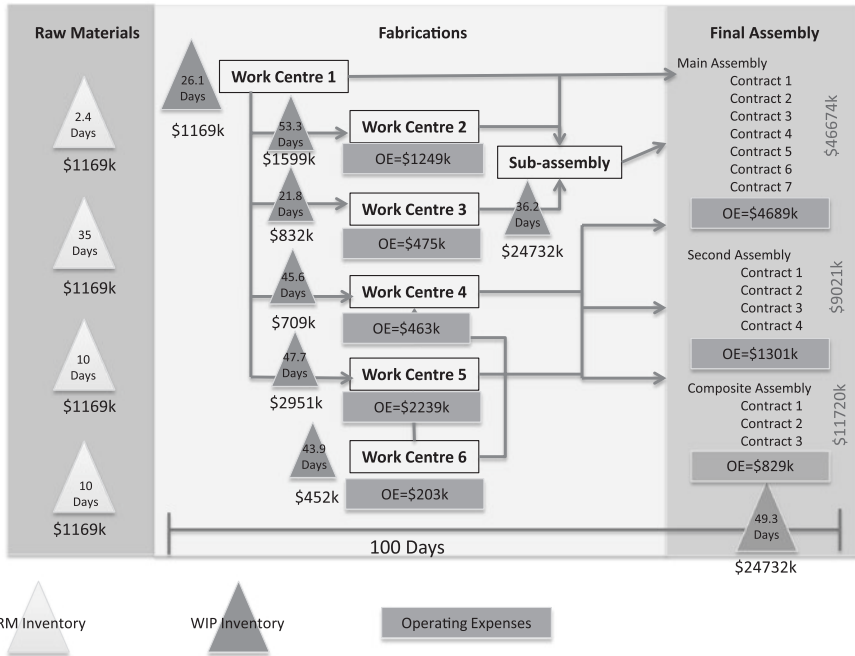 Raw Materials
Fabrications
Final Assembly
2.4
Days
$1169k
35
Days
$1169k
10
Days
$1169k
10
Days
$1169k
26.1
Days
$1169k
Work Centre 1
53.3
Days
$1599k
Work Centre 2
OE=$1249k
21.8
Days
$832k
Work Centre 3
OE=$475k
45.6
Days
$709k
Work Centre 4
OE=$463k
47.7
Days
$2951k
Work Centre 5
OE=$2239k
43.9
Days
$452k
Work Centre 6
OE=$203k
Sub-assembly
36.2
Days
$24732k
Main Assembly
Contract 1
Contract 2
Contract 3
Contract 4
Contract 5
Contract 6
Contract 7
$46674k
OE=$4689k
Second Assembly
Contract 1
Contract 2
Contract 3
Contract 4
$9021k
OE=$1301k
Composite Assembly
Contract 1
Contract 2
Contract 3
$11720k
OE=$829k
49.3
Days
$24732k
100 Days
RM Inventory
WIP Inventory
Operating Expenses